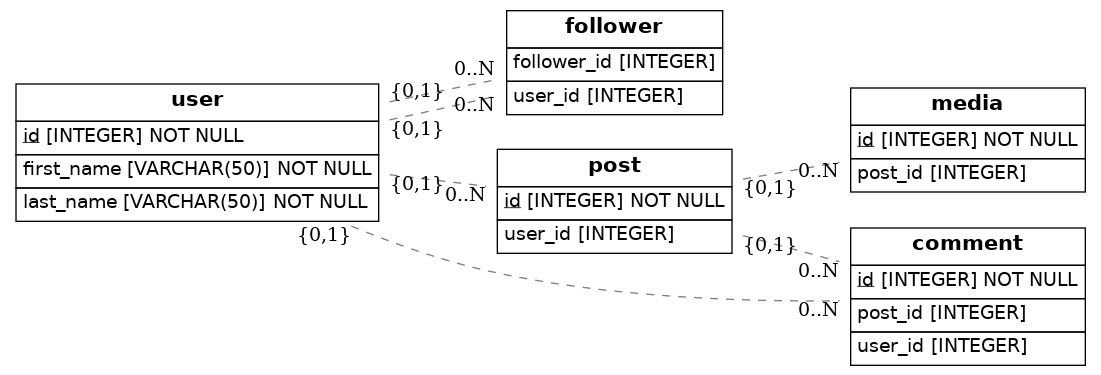 user
id [INTEGER] NOT NULL
first_name [VARCHAR(50)] NOT NULL
last_name [VARCHAR(50)] NOT NULL
follower
follower_id [INTEGER]
user_id [INTEGER]
0..N
{0,1}
0..N
{0,1}
post
id [INTEGER] NOT NULL
user_id [INTEGER]
{0,1}
0..N
media
id [INTEGER] NOT NULL
post_id [INTEGER]
0..N
{0,1}
comment
id [INTEGER] NOT NULL
post_id [INTEGER]
user_id [INTEGER]
{0,1}
0..N
{0,1}
0..N